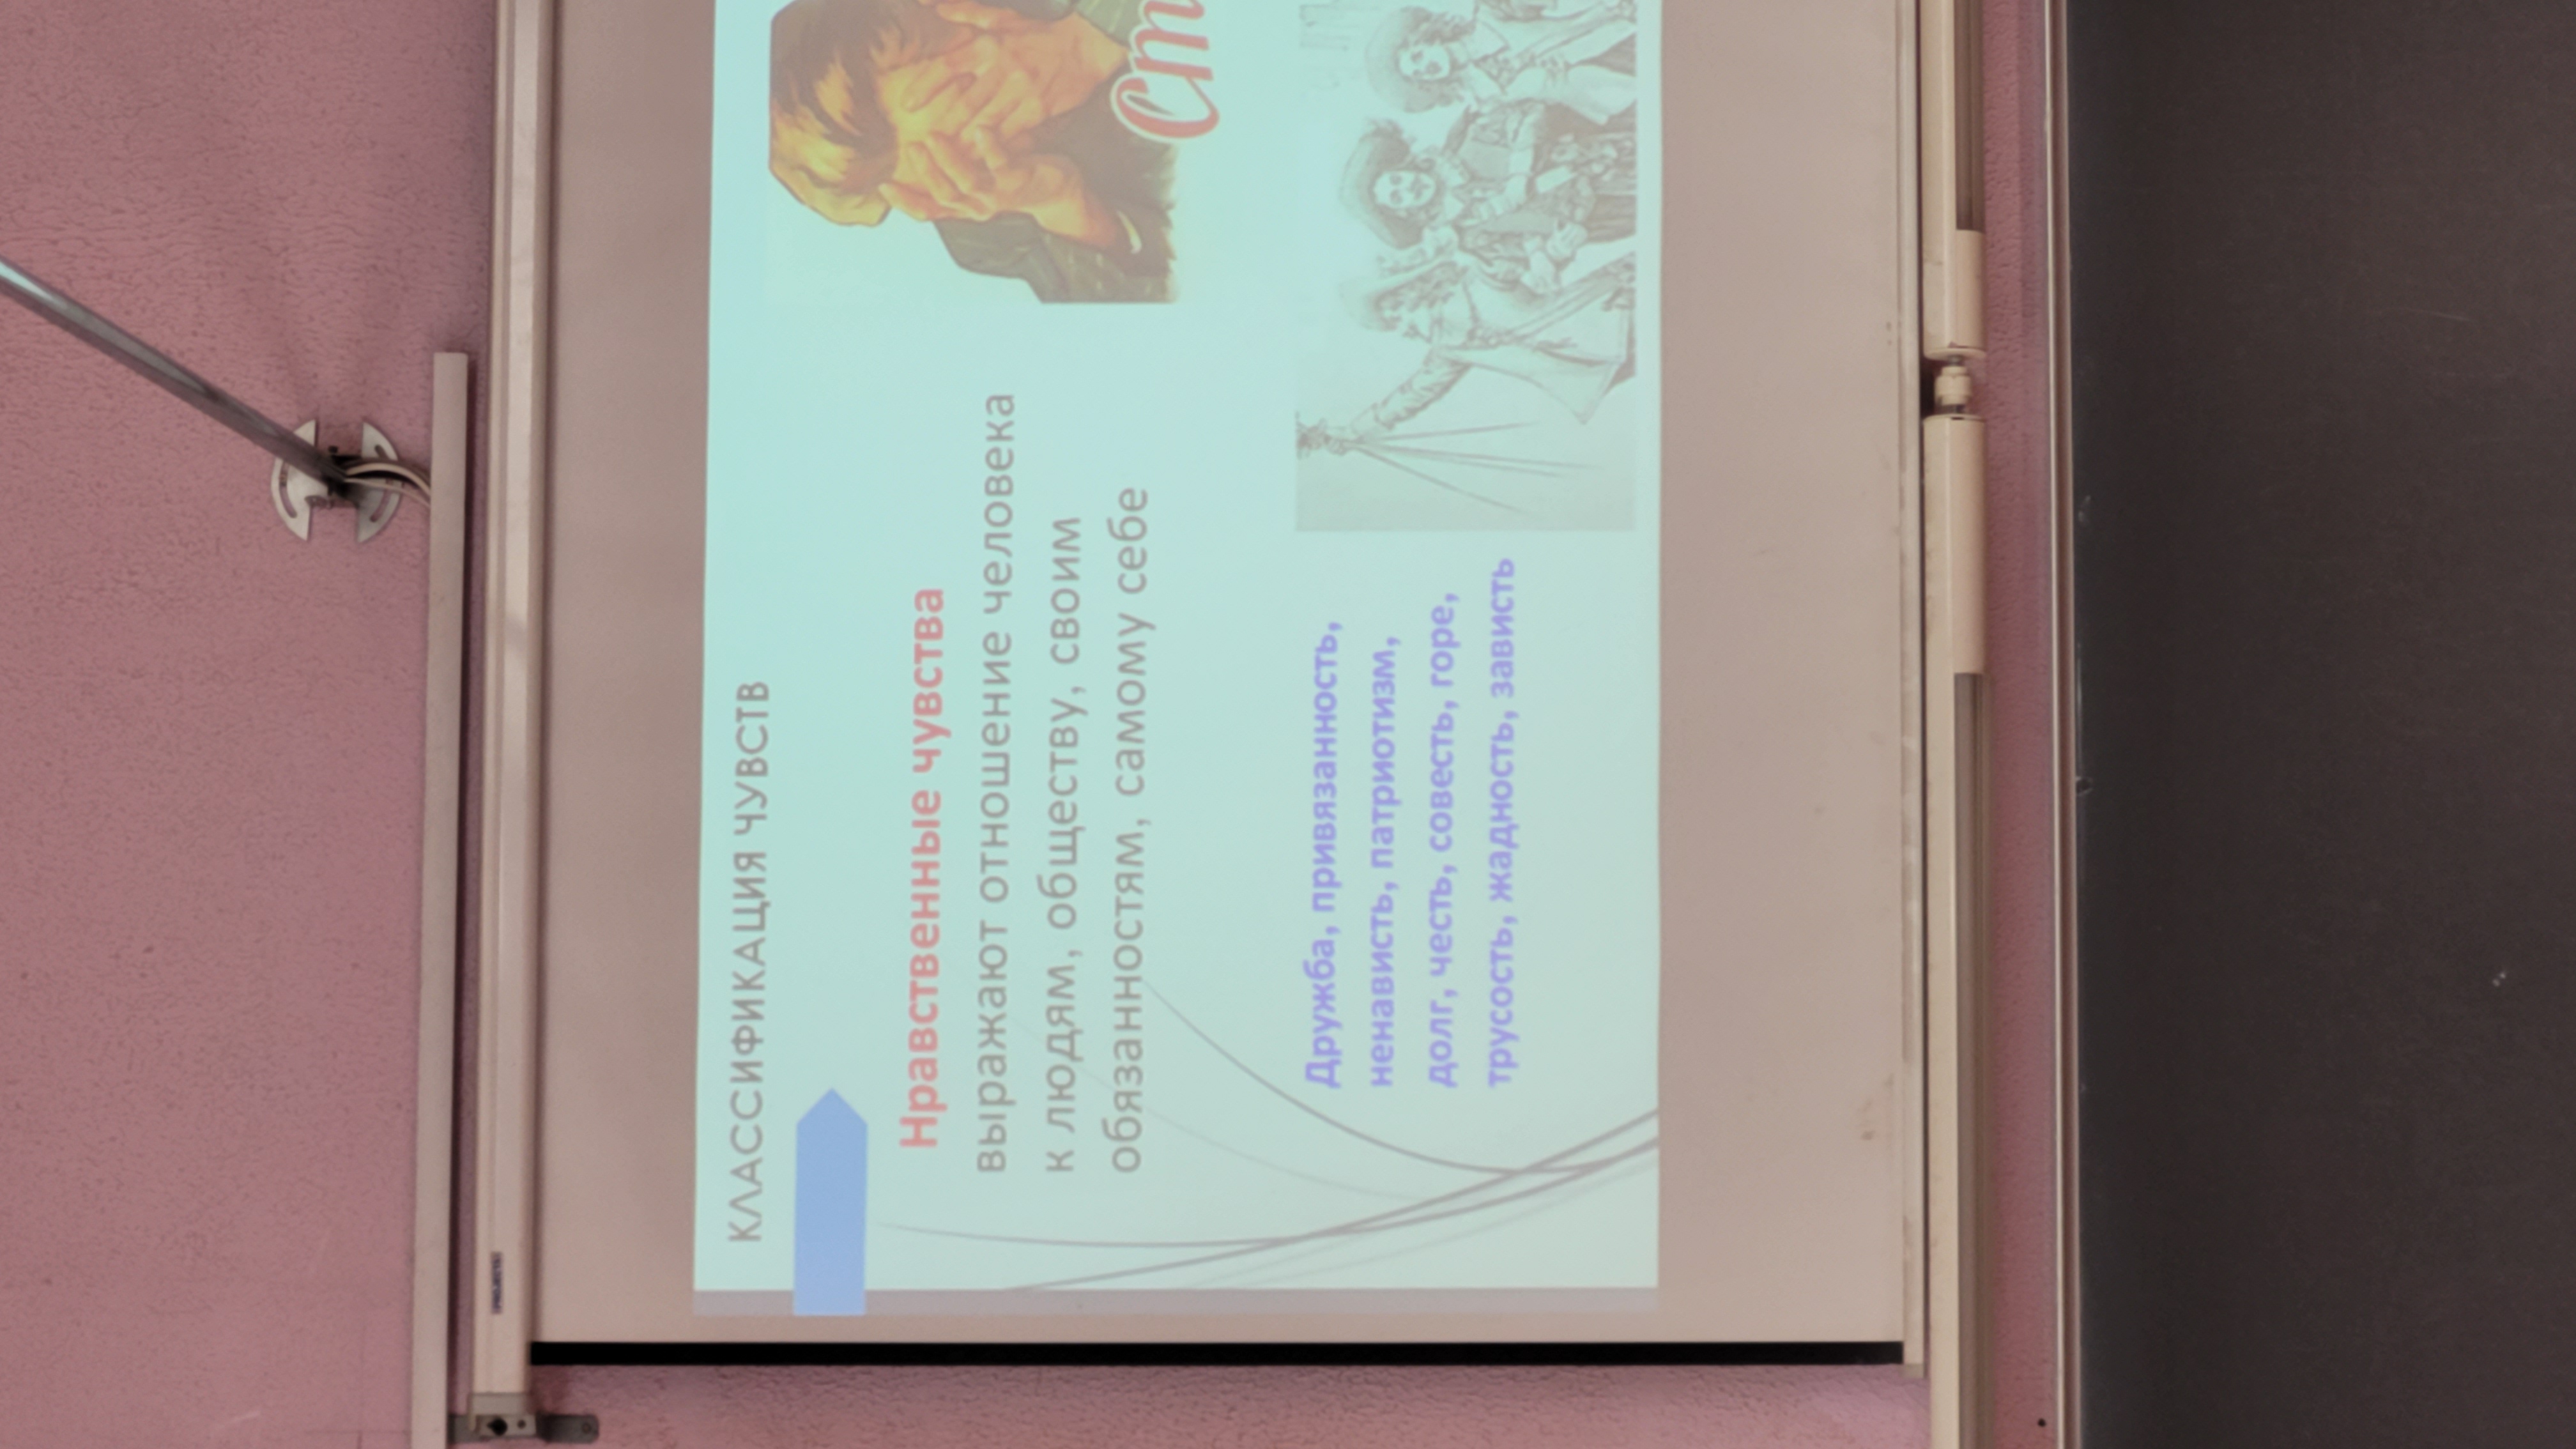 КЛАССИФИКАЦИЯ ЧУВСТВ
Нравственные чувства
выражают отношение человека
к людям, обществу, своим
обязанностям, самому себе
Ст
Дружба, привязанность,
ненависть, патриотизм,
долг, честь, совесть, горе,
трусость, жадность, зависть